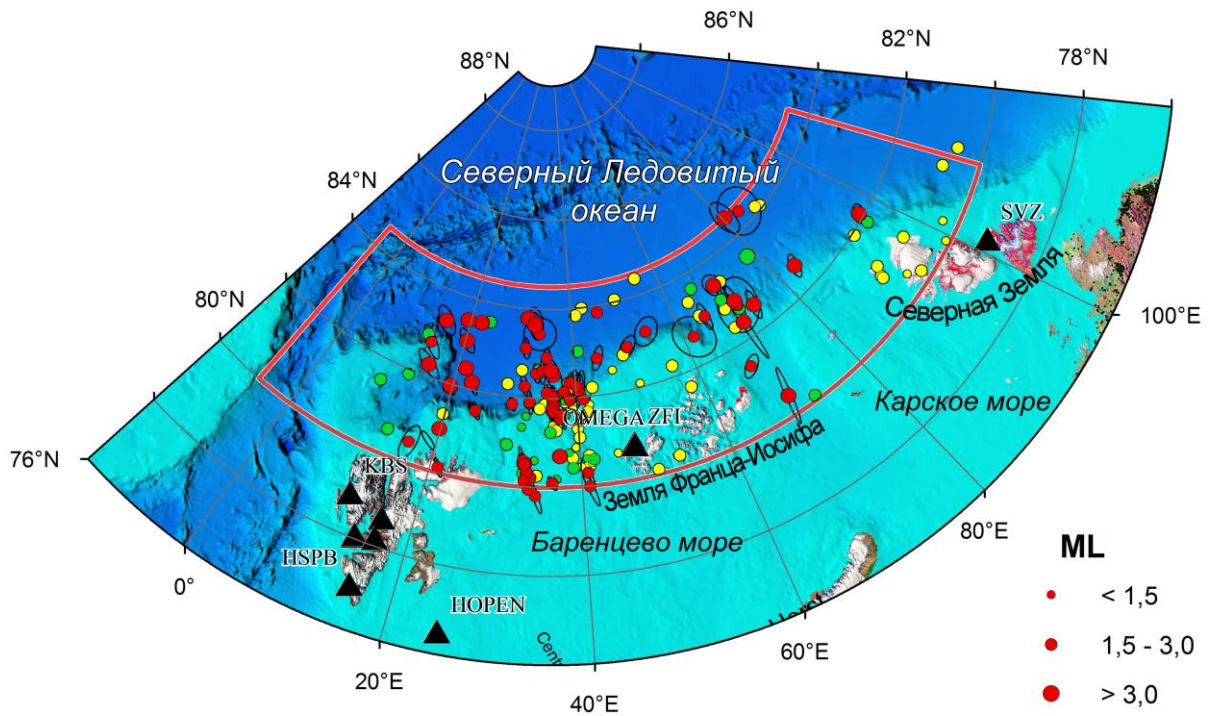 86°N
82°N
78°N
88°N
84°N
80°N
76°N
Северный Ледовитый
океан
SVZ
Северная Земля
100°E
Карское море
OMEGA ZFI
Земля Франца-Иосифа
KBS
80°E
Баренцево море
HSPB
0°
HOPEN
Cent
60°E
20°E
40°E
ML
< 1,5
1,5 - 3,0
> 3,0